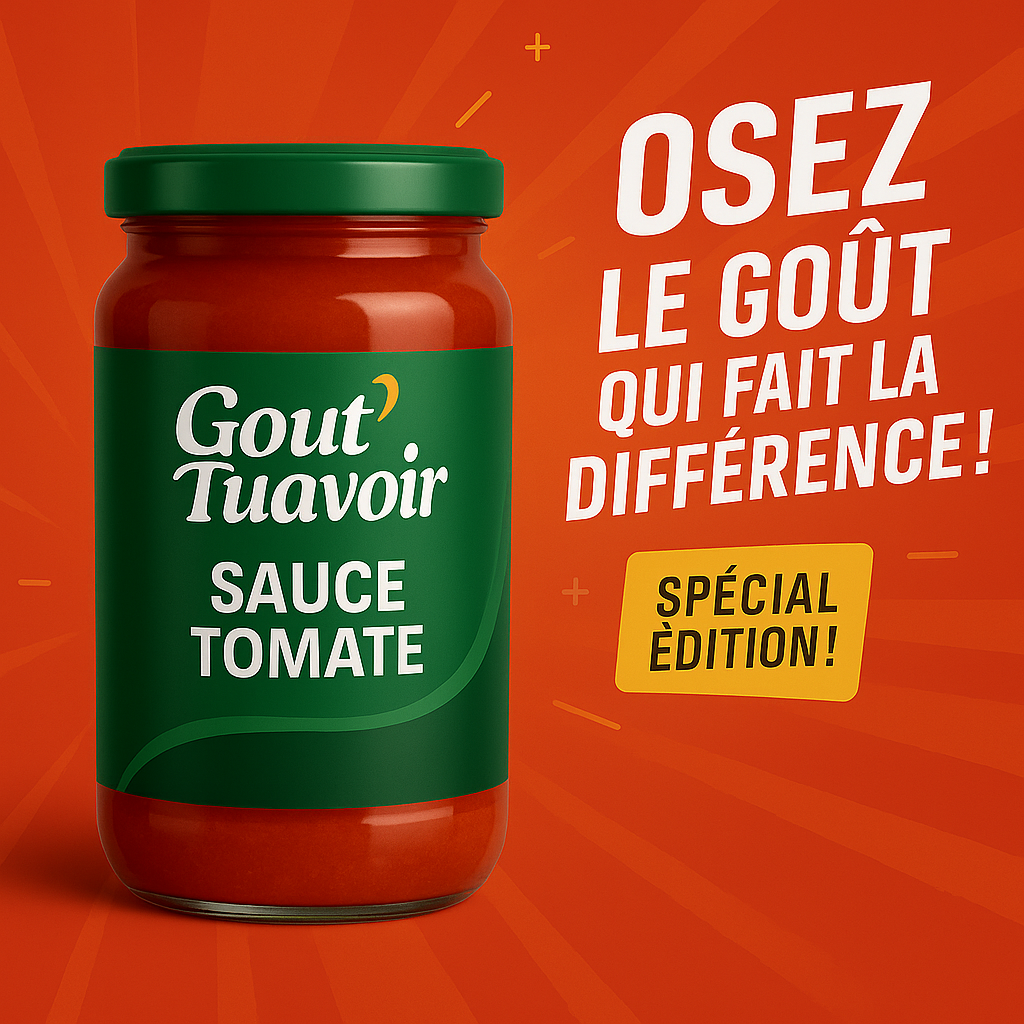 Gout'
Tuavoir
SAUCE
TOMATE
OSEZ
LE GOÛT
QUI FAIT LA
DIFFÉRENCE !
SPÉCIAL
ÈDITION !